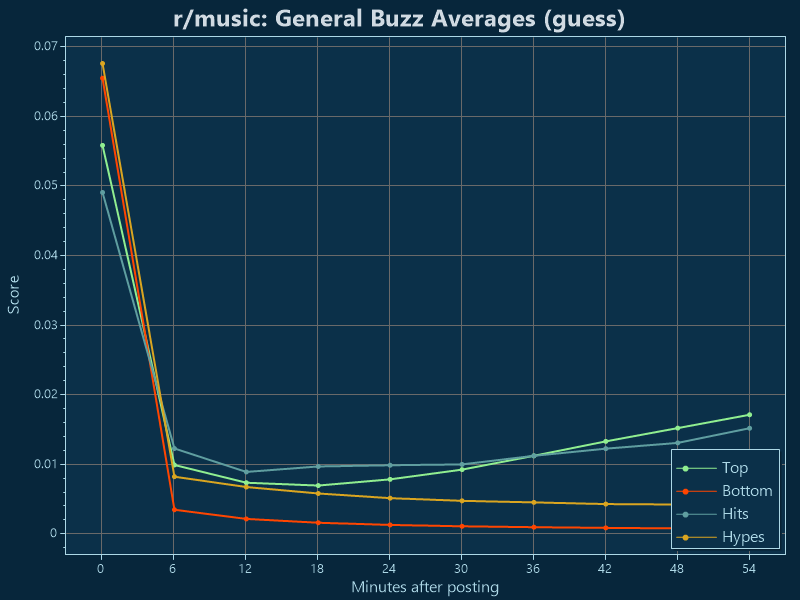 r/music: General Buzz Averages (guess)
0.07
0.06
0.05
0.04
0.03
0.02
0.01
0
Score
0 6 12 18 24 30 36 42 48 54
Minutes after posting
Top
Bottom
Hits
Hypes